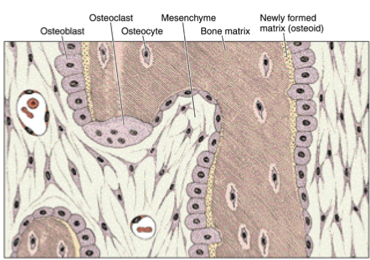 Osteoclast Mesenchyme Newly formed
Osteoblast Osteocyte Bone matrix matrix (osteoid)